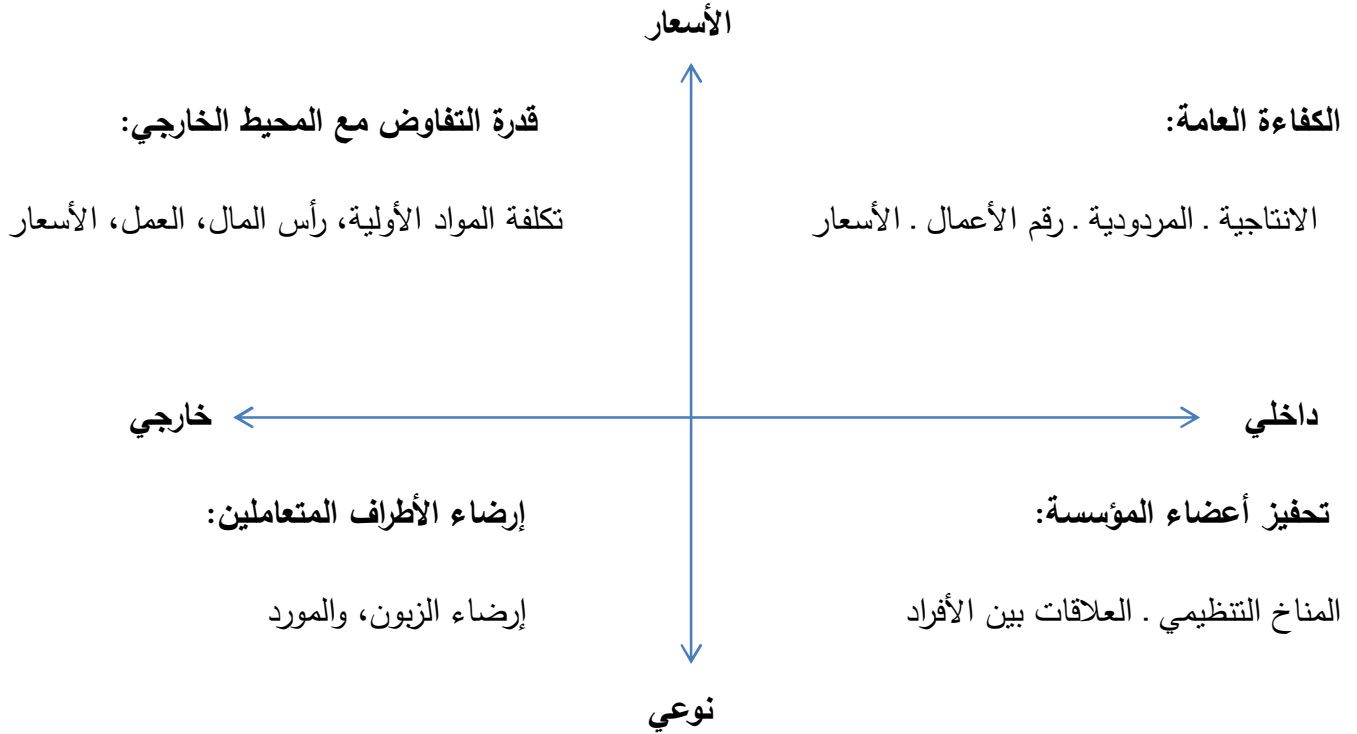 الأسعار
الكفاءة العامة:
قدرة التفاوض مع المحيط الخارجي:
الانتاجية . المردودية . رقم الأعمال . الأسعار
تكلفة المواد الأولية، رأس المال، العمل، الأسعار
داخلي
خارجي
تحفيز أعضاء المؤسسة:
إرضاء الأطراف المتعاملين:
المناخ التنظيمي . العلاقات بين الأفراد
إرضاء الزبون، والمورد
نوعي